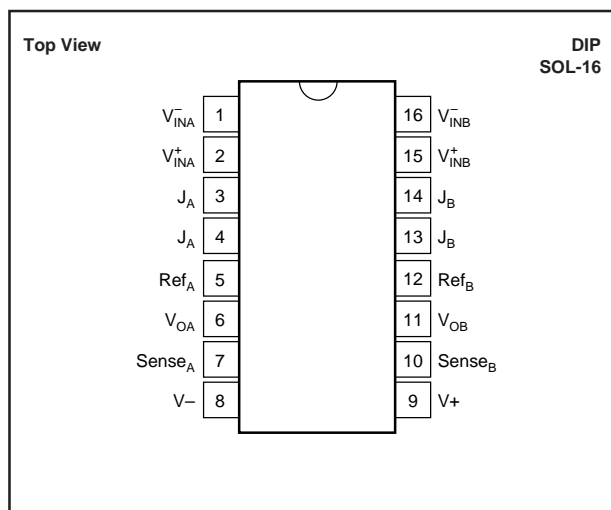 Top View
DIP
SOL-16
V⁻INA 1 16 V⁻INB
V⁺INA 2 15 V⁺INB
JA 3 14 JB
JA 4 13 JB
RefA 5 12 RefB
VOA 6 11 VOB
SenseA 7 10 SenseB
V– 8 9 V+